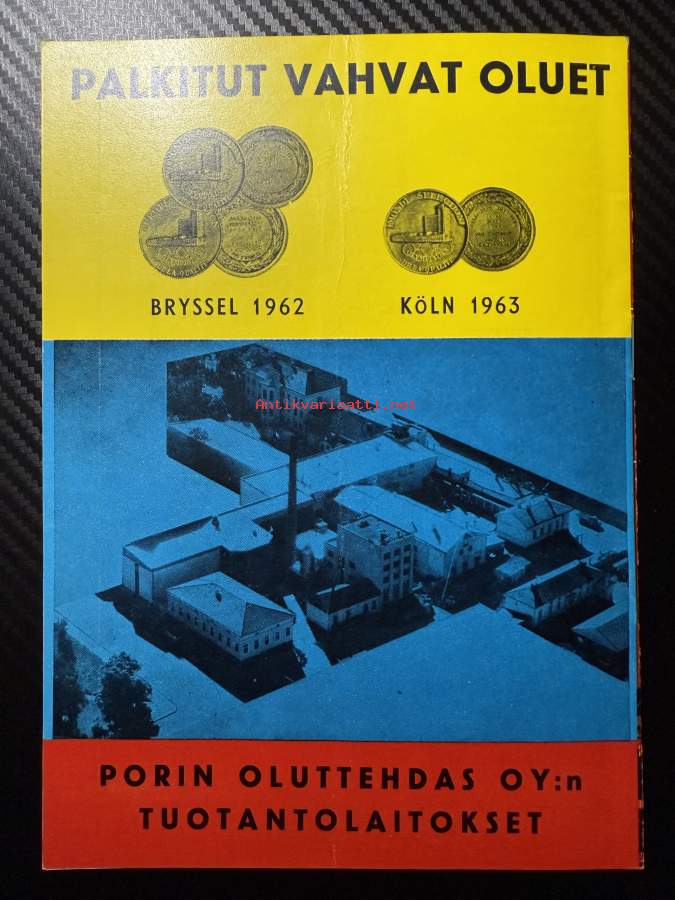 PALKITUT VAHVAT OLUET
BRYSSEL 1962
KöLN 1963
Antikvariaatti.net
PORIN OLUTTEHDAS OY:n
TUOTANTOLAITOKSET